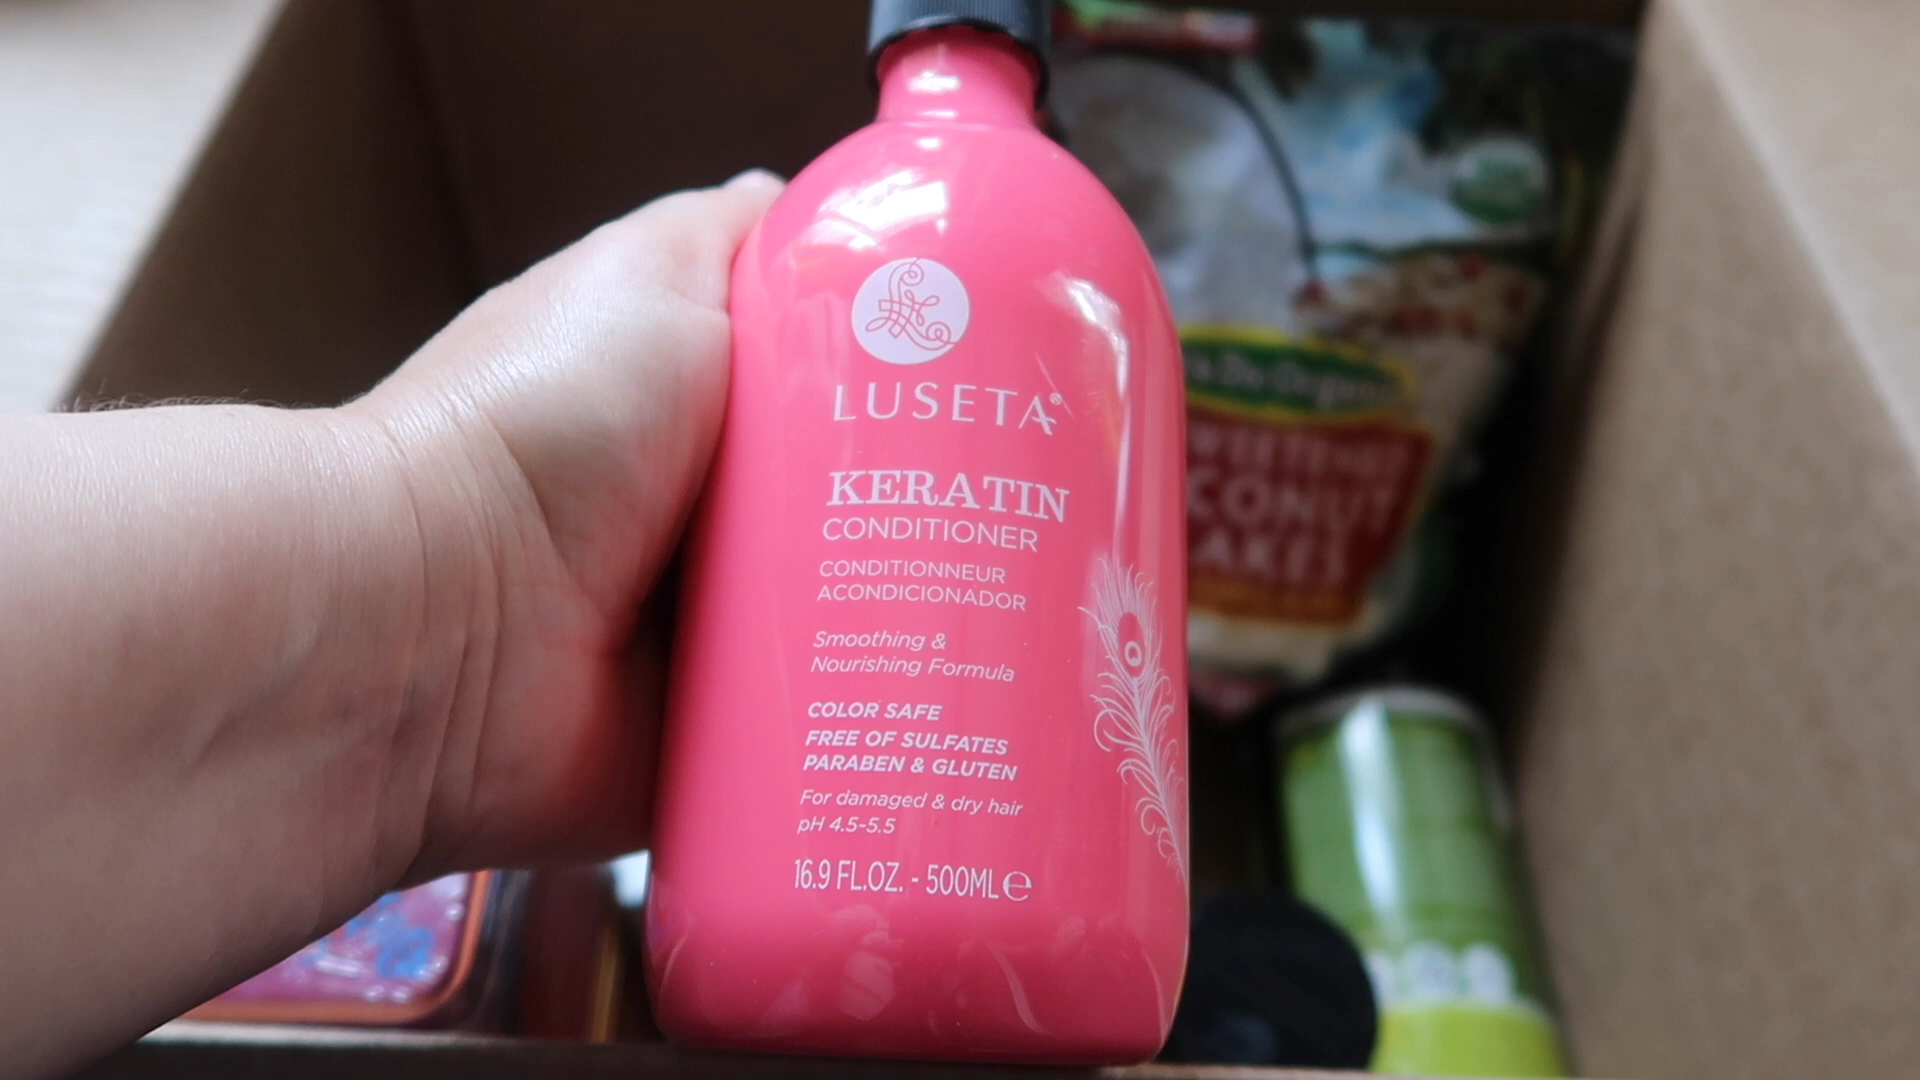 LUSETA®
KERATIN
CONDITIONER
CONDITIONNEUR
ACONDICIONADOR
Smoothing &
Nourishing Formula
COLOR SAFE
FREE OF SULFATES
PARABEN & GLUTEN
For damaged & dry hair
pH 4.5-5.5
16.9 FL.OZ. - 500ML℮